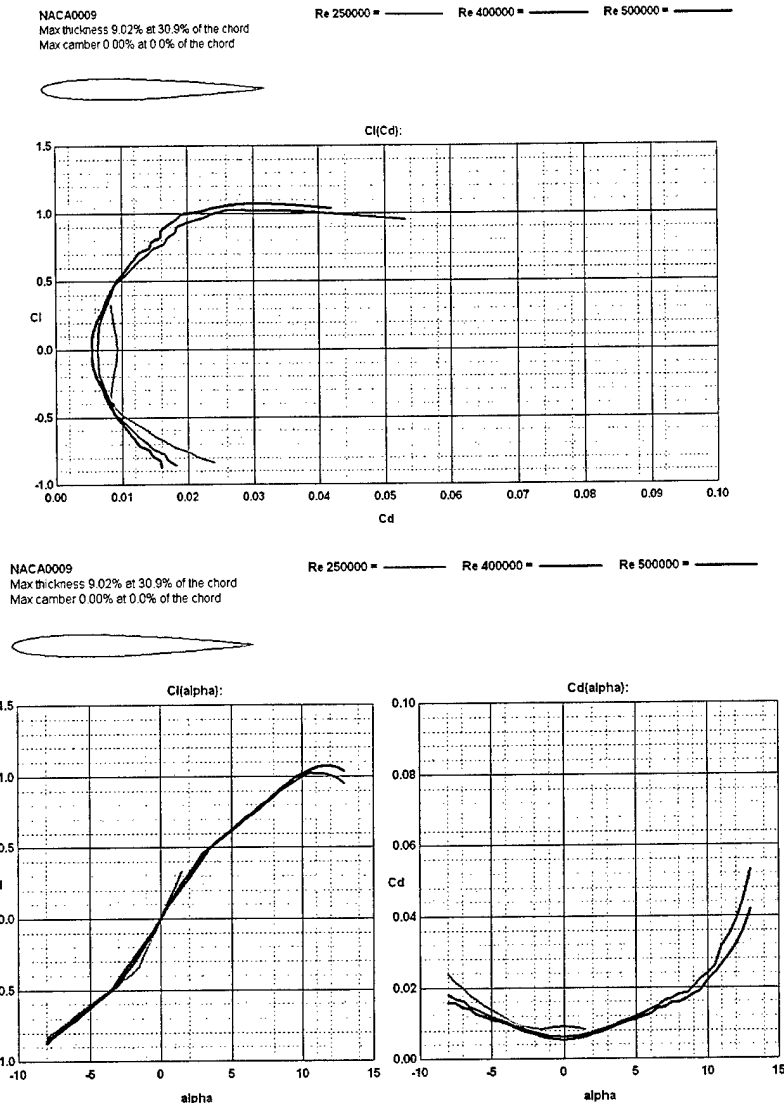 NACA0009
Max thickness 9.02% at 30.9% of the chord
Max camber 0.00% at 0.0% of the chord
Re 250000 = Re 400000 = Re 500000 =
Cl(Cd):
1.5
1.0
0.5
Cl
0.0
-0.5
-1.0
0.00 0.01 0.02 0.03 0.04 0.05 0.06 0.07 0.08 0.09 0.10
Cd
NACA0009
Max thickness 9.02% at 30.9% of the chord
Max camber 0.00% at 0.0% of the chord
Re 250000 = Re 400000 = Re 500000 =
Cl(alpha):
.5
1.0
0.5
l
0.0
0.5
1.0
-10 -5 0 5 10 15
alpha
Cd(alpha):
0.10
0.08
0.06
Cd
0.04
0.02
0.00
-10 -5 0 5 10 15
alpha